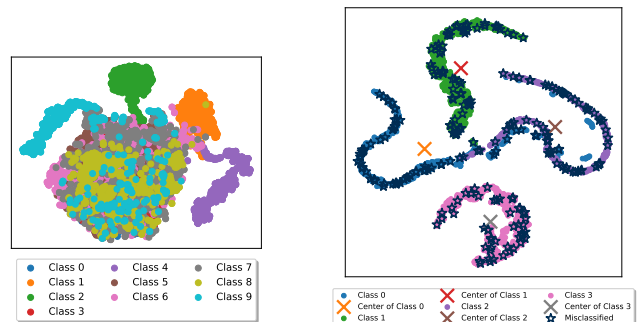 Class 0
Class 4
Class 7
Class 1
Class 5
Class 8
Class 2
Class 6
Class 9
Class 3
Class 0
Center of Class 1
Class 3
Center of Class 0
Class 2
Center of Class 3
Class 1
Center of Class 2
Misclassified